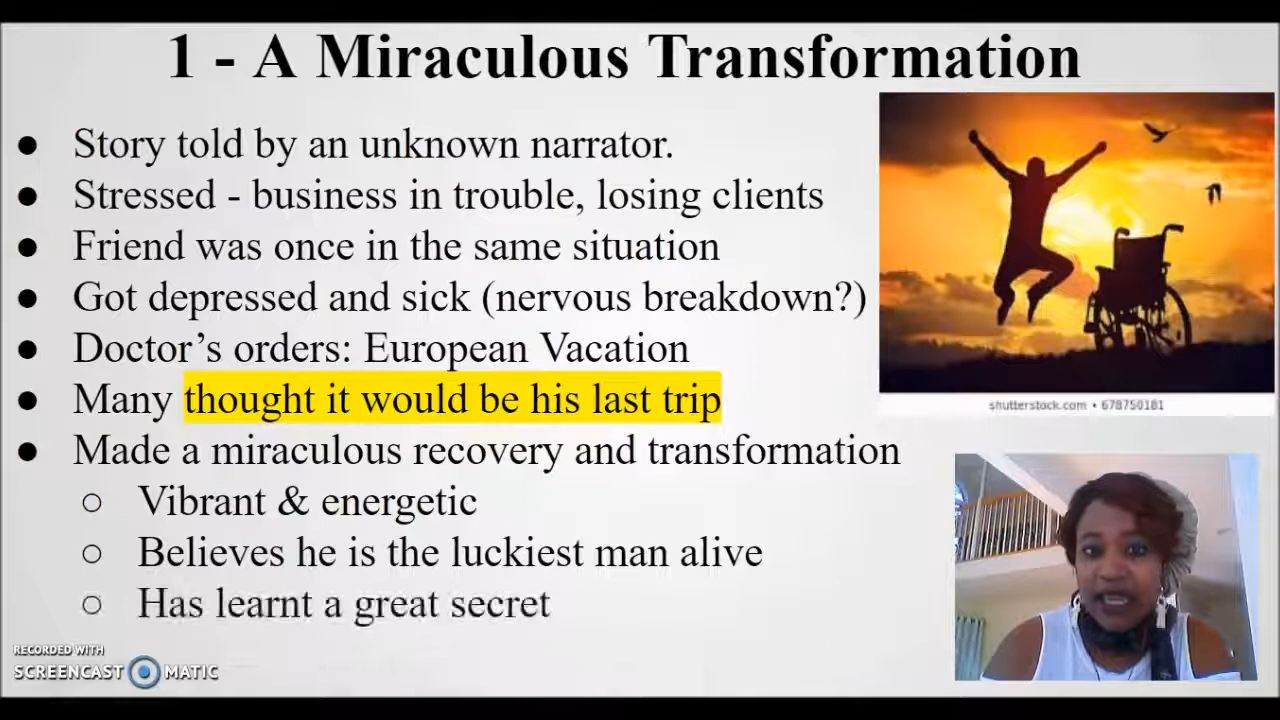 1 - A Miraculous Transformation
● Story told by an unknown narrator.
● Stressed - business in trouble, losing clients
● Friend was once in the same situation
● Got depressed and sick (nervous breakdown?)
● Doctor's orders: European Vacation
● Many thought it would be his last trip
● Made a miraculous recovery and transformation
○ Vibrant & energetic
○ Believes he is the luckiest man alive
○ Has learnt a great secret
shutterstock.com • 678750181
RECORDED WITH
SCREENCAST MATIC